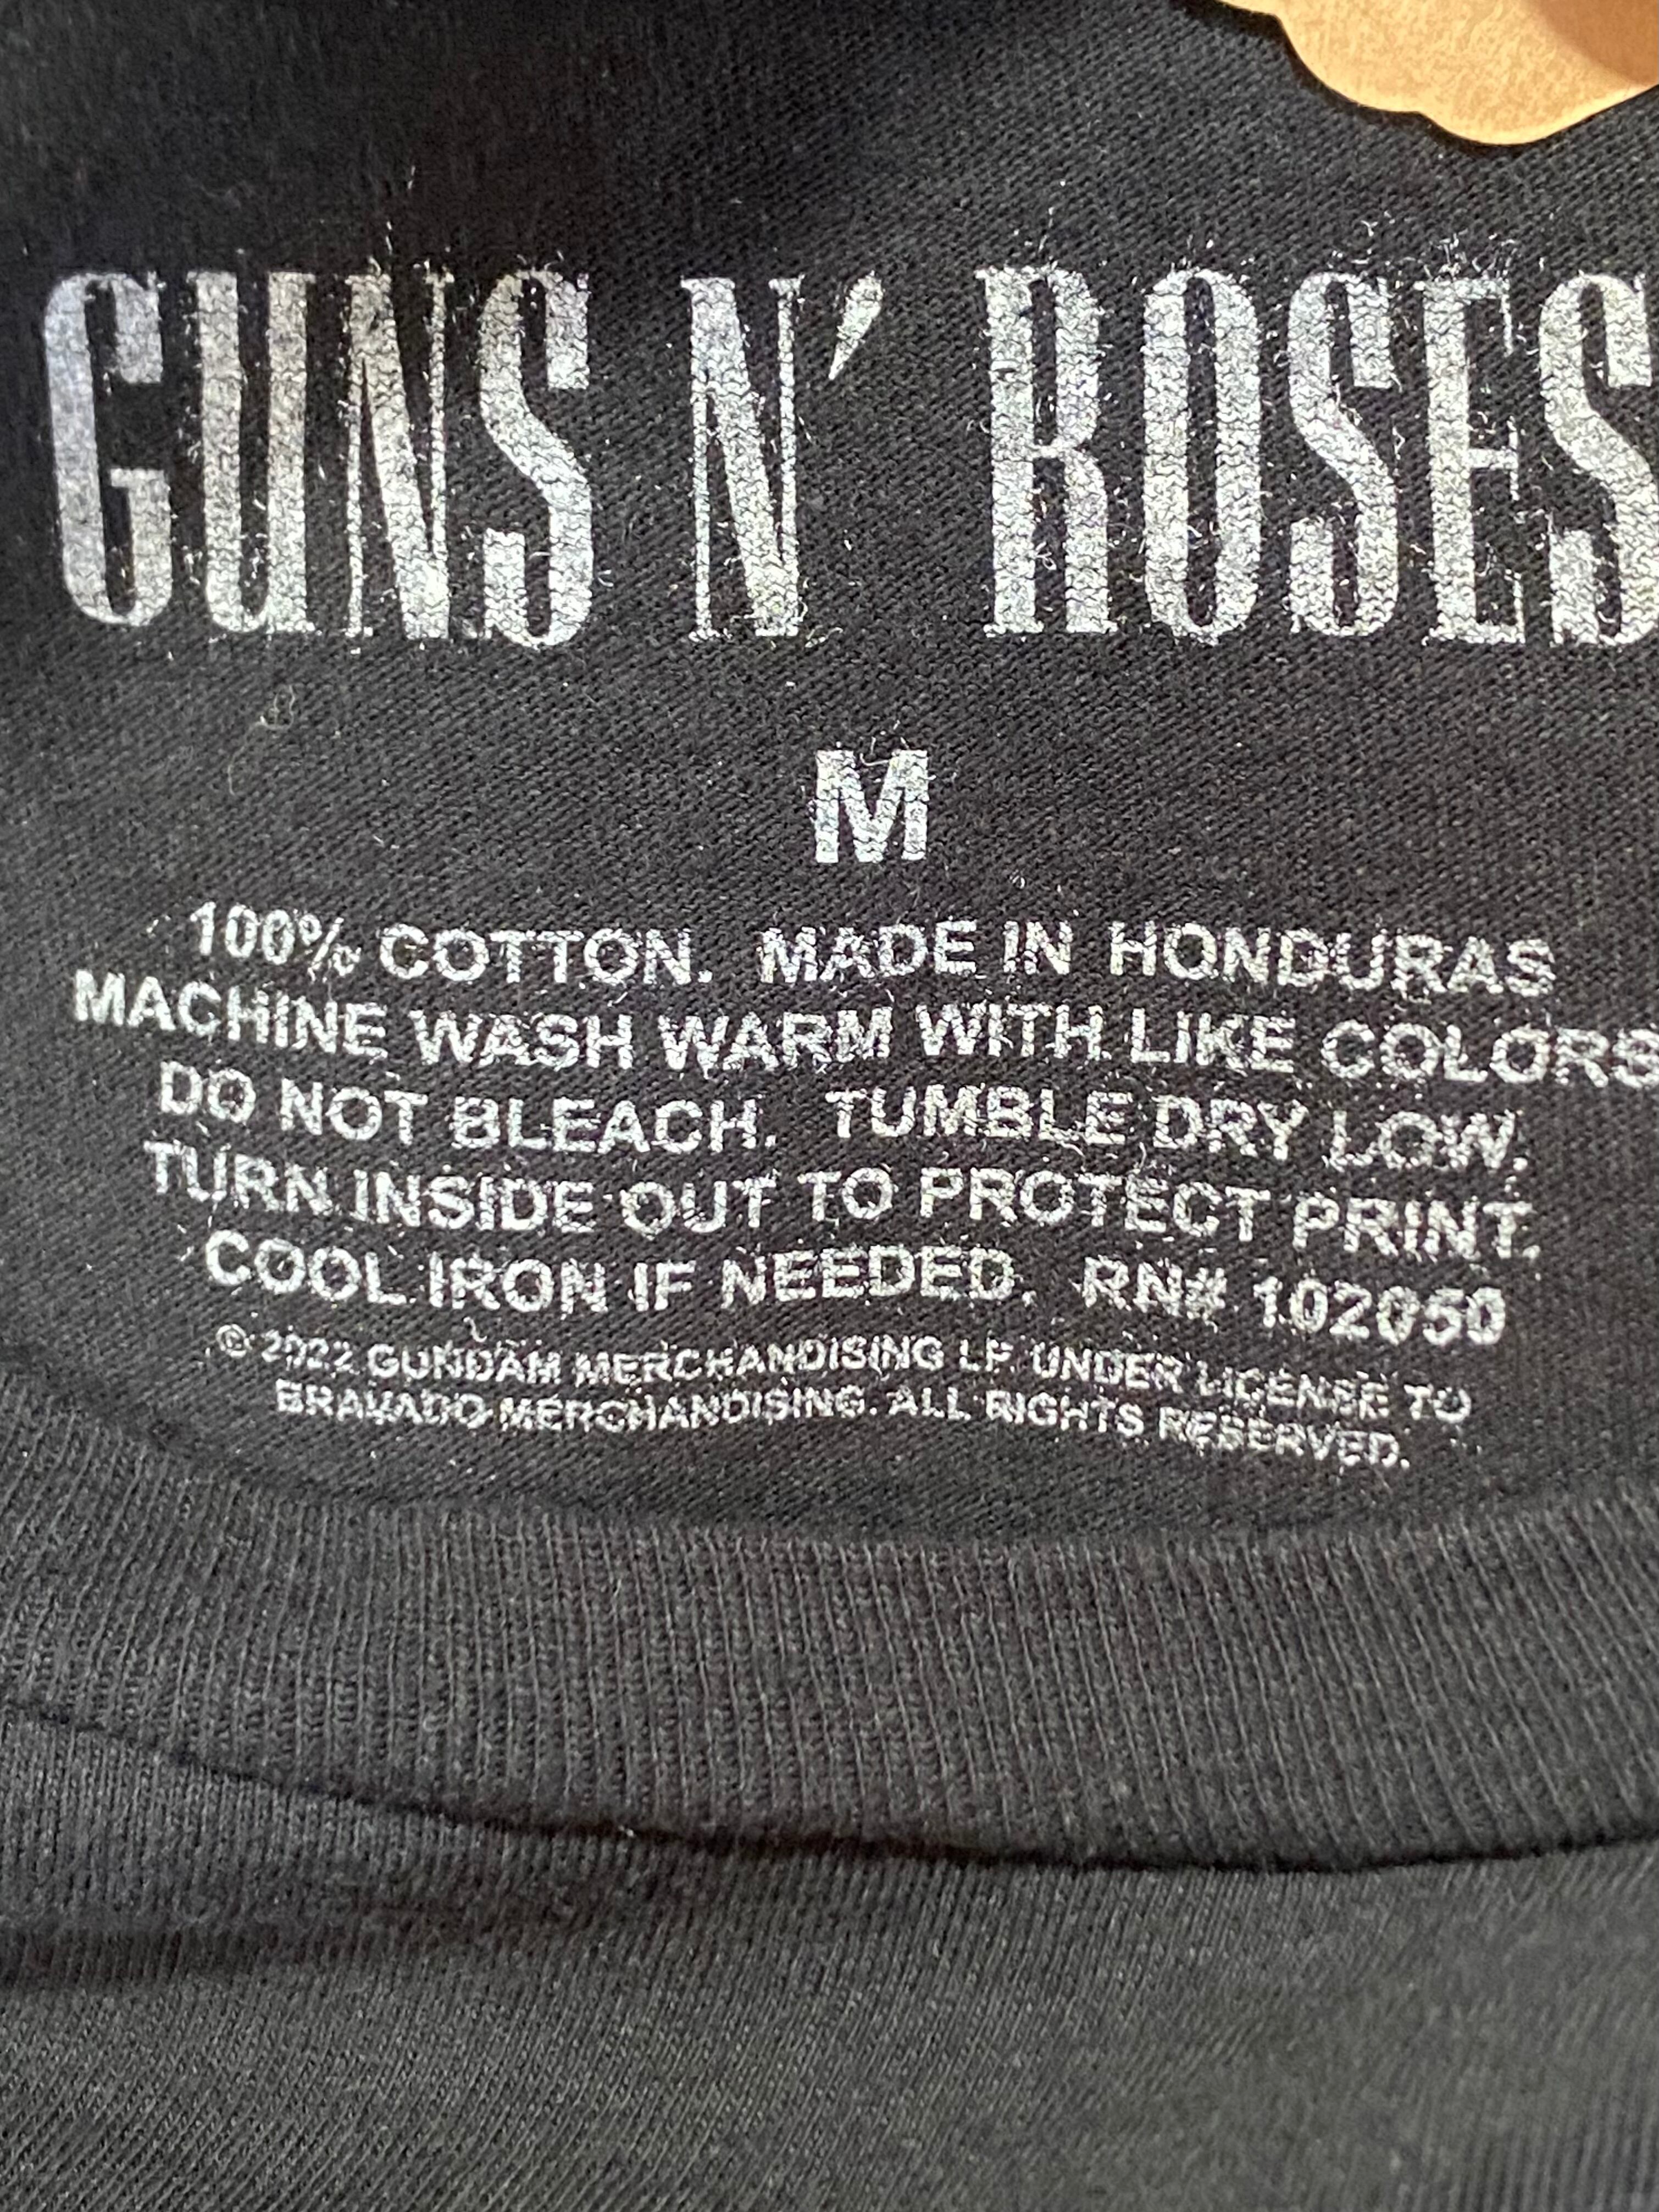 GUNS N' ROSES
M
100% COTTON. MADE IN HONDURAS
MACHINE WASH WARM WITH LIKE COLORS
DO NOT BLEACH. TUMBLE DRY LOW.
TURN INSIDE OUT TO PROTECT PRINT.
COOL IRON IF NEEDED. RN# 102050
© 2022 GUNDAM MERCHANDISING LP. UNDER LICENSE TO
BRAVADO MERCHANDISING. ALL RIGHTS RESERVED.